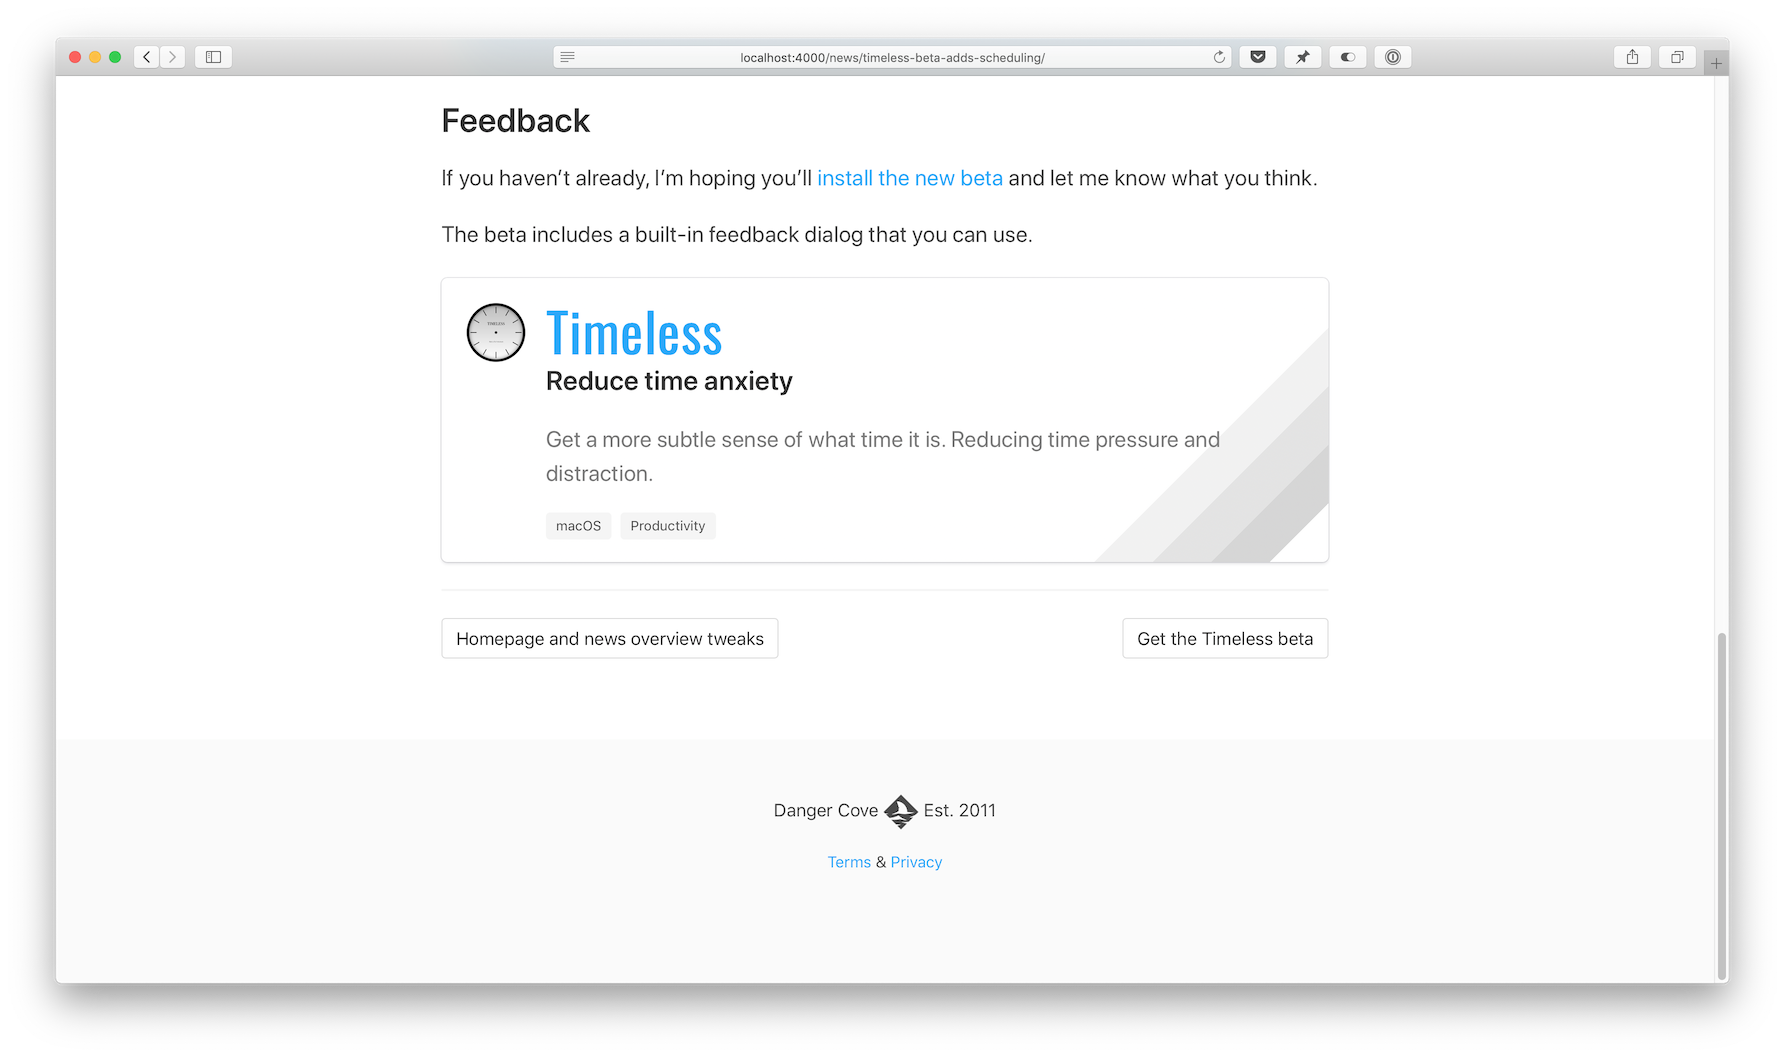 localhost:4000/news/timeless-beta-adds-scheduling/
Feedback
If you haven’t already, I’m hoping you’ll install the new beta and let me know what you think.
The beta includes a built-in feedback dialog that you can use.
TIMELESS
Timeless
Reduce time anxiety
Get a more subtle sense of what time it is. Reducing time pressure and
distraction.
macOS Productivity
Homepage and news overview tweaks Get the Timeless beta
Danger Cove Est. 2011
Terms & Privacy